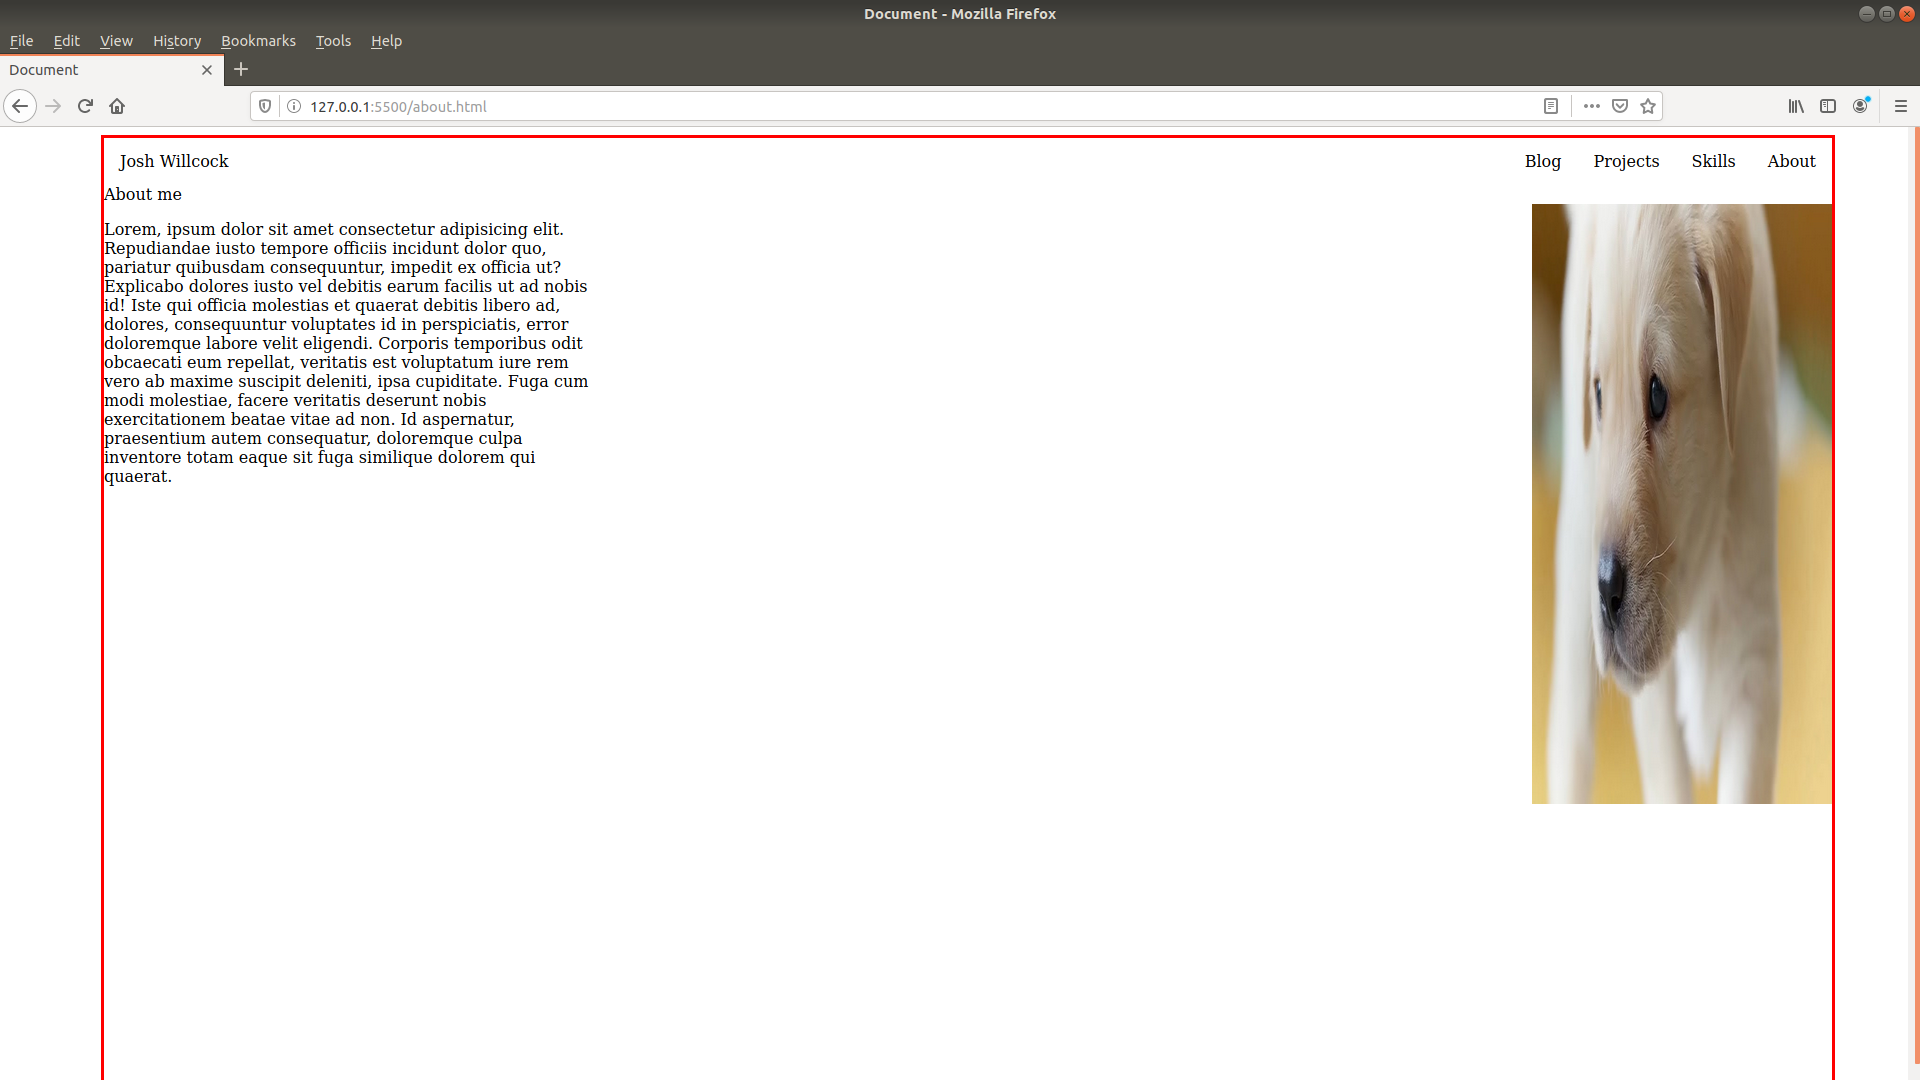 Document - Mozilla Firefox
File Edit View History Bookmarks Tools Help
Document
127.0.0.1:5500/about.html
Josh Willcock
Blog Projects Skills About
About me
Lorem, ipsum dolor sit amet consectetur adipisicing elit.
Repudiandae iusto tempore officiis incidunt dolor quo,
pariatur quibusdam consequuntur, impedit ex officia ut?
Explicabo dolores iusto vel debitis earum facilis ut ad nobis
id! Iste qui officia molestias et quaerat debitis libero ad,
dolores, consequuntur voluptates id in perspiciatis, error
doloremque labore velit eligendi. Corporis temporibus odit
obcaecati eum repellat, veritatis est voluptatum iure rem
vero ab maxime suscipit deleniti, ipsa cupiditate. Fuga cum
modi molestiae, facere veritatis deserunt nobis
exercitationem beatae vitae ad non. Id aspernatur,
praesentium autem consequatur, doloremque culpa
inventore totam eaque sit fuga similique dolorem qui
quaerat.